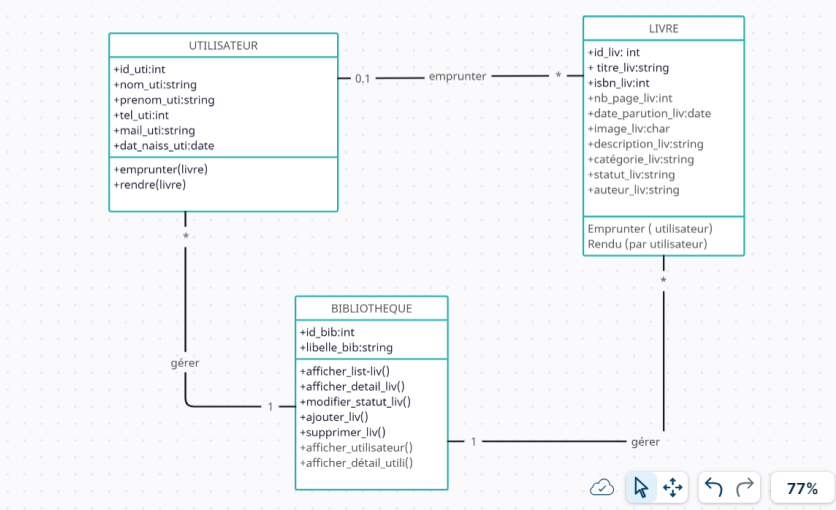 UTILISATEUR
+id_uti:int
+nom_uti:string
+prenom_uti:string
+tel_uti:int
+mail_uti:string
+dat_naiss_uti:date
+emprunter(livre)
+rendre(livre)
0.1
emprunter
*
LIVRE
+id_liv: int
+ titre_liv:string
+isbn_liv:int
+nb_page_liv:int
+date_parution_liv:date
+image_liv:char
+description_liv:string
+catégorie_liv:string
+statut_liv:string
+auteur_liv:string
Emprunter ( utilisateur)
Rendu (par utilisateur)
*
gérer
1
BIBLIOTHEQUE
+id_bib:int
+libelle_bib:string
+afficher_list-liv()
+afficher_detail_liv()
+modifier_statut_liv()
+ajouter_liv()
+supprimer_liv()
+afficher_utilisateur()
+afficher_détail_utili()
*
1
gérer
77%